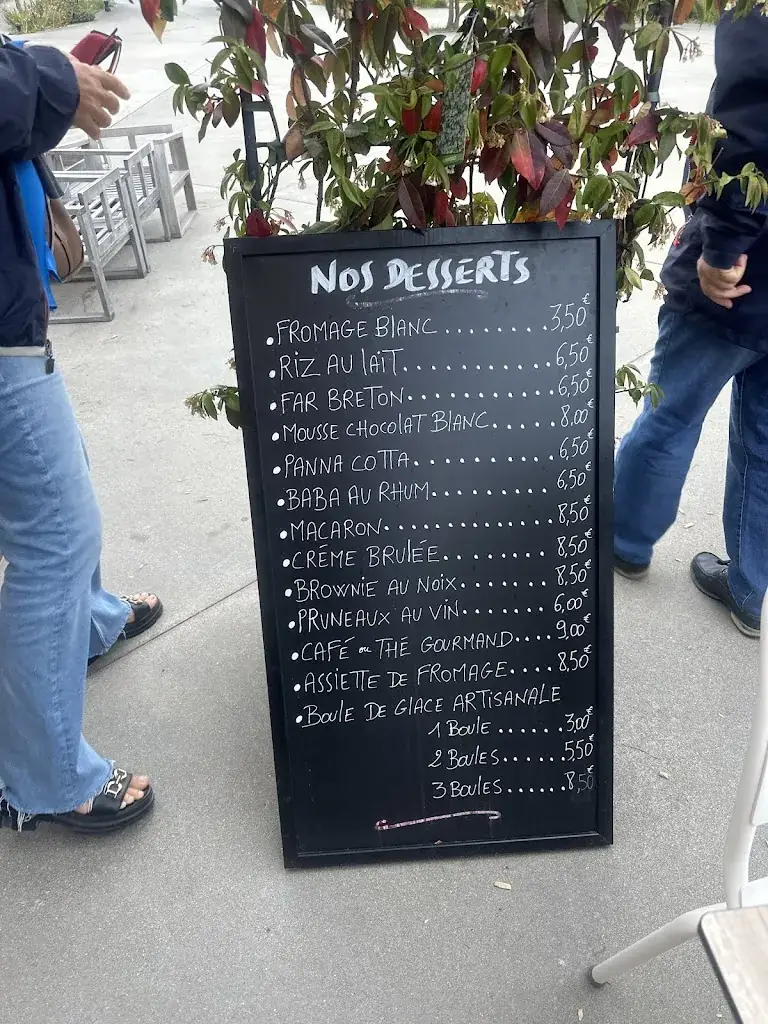 NOS DESSERTS
• FROMAGE BLANC ........3,50€
• RIZ AU LAIT............6,50€
• FAR BRETON............6,50€
• MOUSSE CHOCOLAT BLANC.....8,00€
• PANNA COTTA..........6,50€
• BABA AU RHUM..........6,50€
• MACARON..............8,50€
• CRÉME BRULÉE........8,50€
• BROWNIE AU NOIX.......8,50€
• PRUNEAUX AU VIN.......6,00€
• CAFÉ ou THÉ GOURMAND....9,00€
• ASSIETTE DE FROMAGE....8,50€
• BOULE DE GLACE ARTISANALE
1 BOULE......3,00€
2 BOULES.....5,50€
3 BOULES.....8,50€